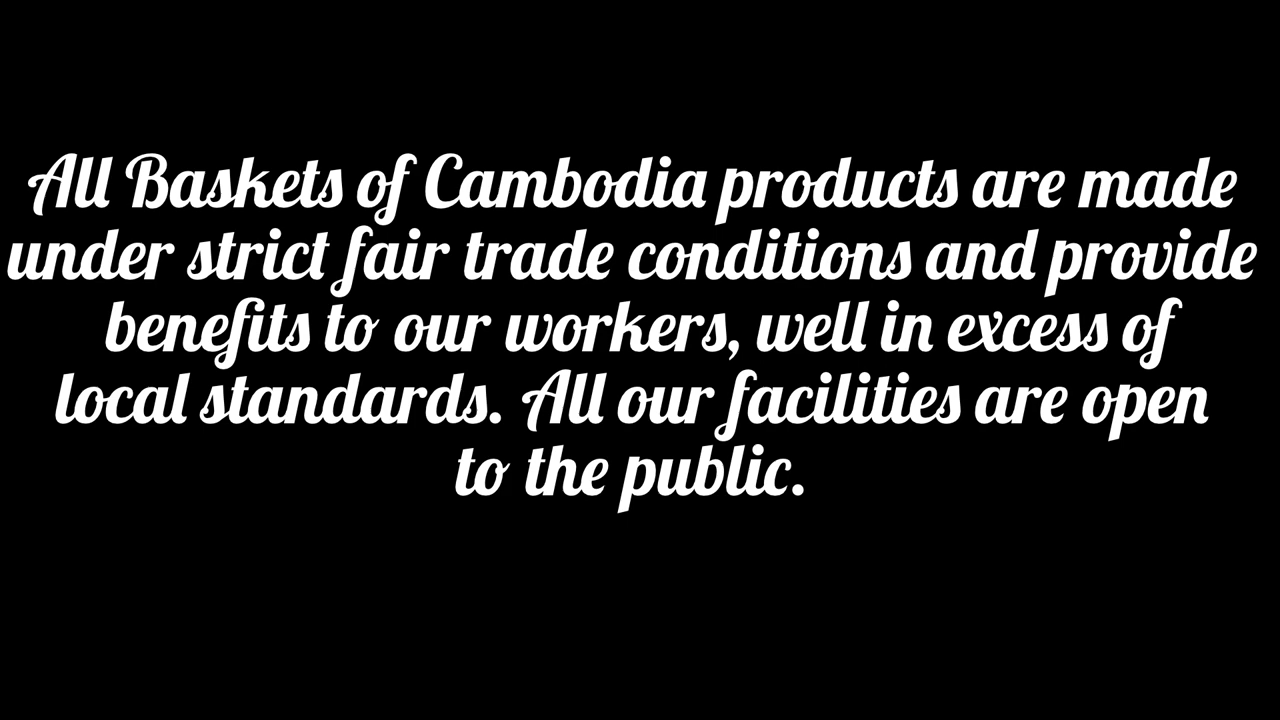 All Baskets of Cambodia products are made
under strict fair trade conditions and provide
benefits to our workers, well in excess of
local standards. All our facilities are open
to the public.